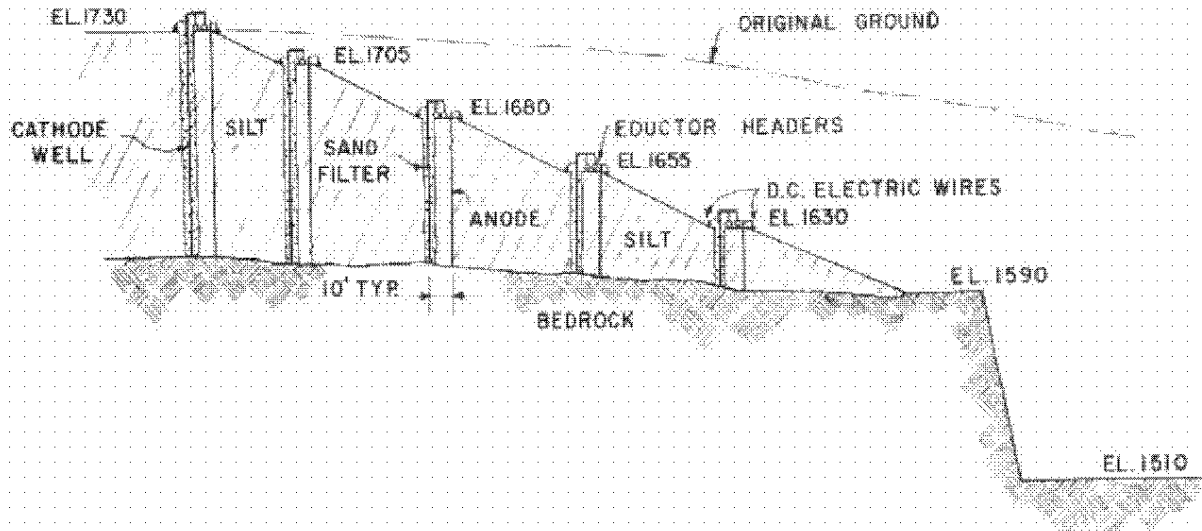 EL.1730
ORIGINAL GROUND
EL.1705
EL.1680
CATHODE
WELL
SILT
SAND
FILTER
EDUCTOR HEADERS
EL.1655
D.C. ELECTRIC WIRES
ANODE
EL.1630
SILT
10' TYP.
EL.1590
BEDROCK
EL.1510